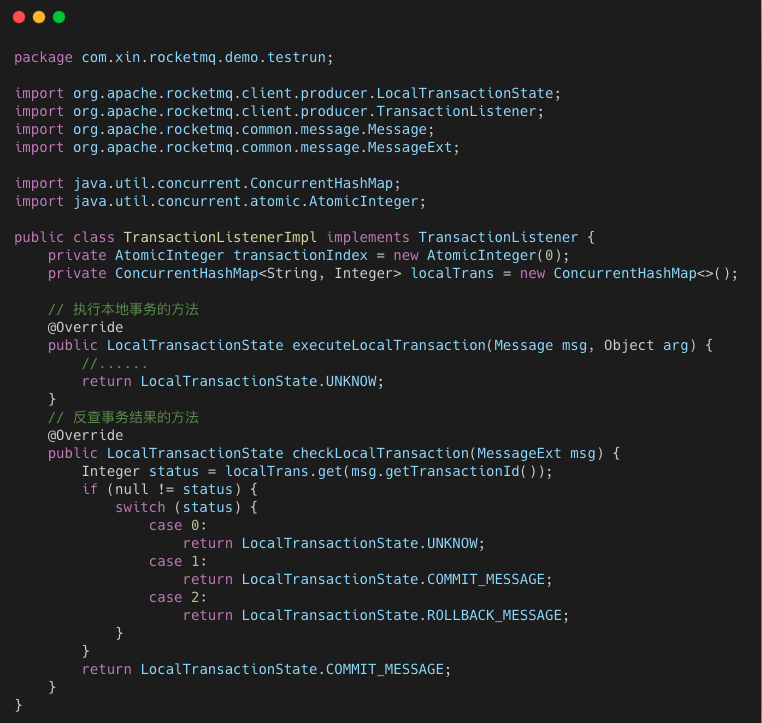 package com.xin.rocketmq.demo.testrun;
import org.apache.rocketmq.client.producer.LocalTransactionState;
import org.apache.rocketmq.client.producer.TransactionListener;
import org.apache.rocketmq.common.message.Message;
import org.apache.rocketmq.common.message.MessageExt;
import java.util.concurrent.ConcurrentHashMap;
import java.util.concurrent.atomic.AtomicInteger;
public class TransactionListenerImpl implements TransactionListener {
    private AtomicInteger transactionIndex = new AtomicInteger(0);
    private ConcurrentHashMap<String, Integer> localTrans = new ConcurrentHashMap<>();
    // 执行本地事务的方法
    @Override
    public LocalTransactionState executeLocalTransaction(Message msg, Object arg) {
        //......
        return LocalTransactionState.UNKNOW;
    }
    // 反查事务结果的方法
    @Override
    public LocalTransactionState checkLocalTransaction(MessageExt msg) {
        Integer status = localTrans.get(msg.getTransactionId());
        if (null != status) {
            switch (status) {
                case 0:
                    return LocalTransactionState.UNKNOW;
                case 1:
                    return LocalTransactionState.COMMIT_MESSAGE;
                case 2:
                    return LocalTransactionState.ROLLBACK_MESSAGE;
            }
        }
        return LocalTransactionState.COMMIT_MESSAGE;
    }
}